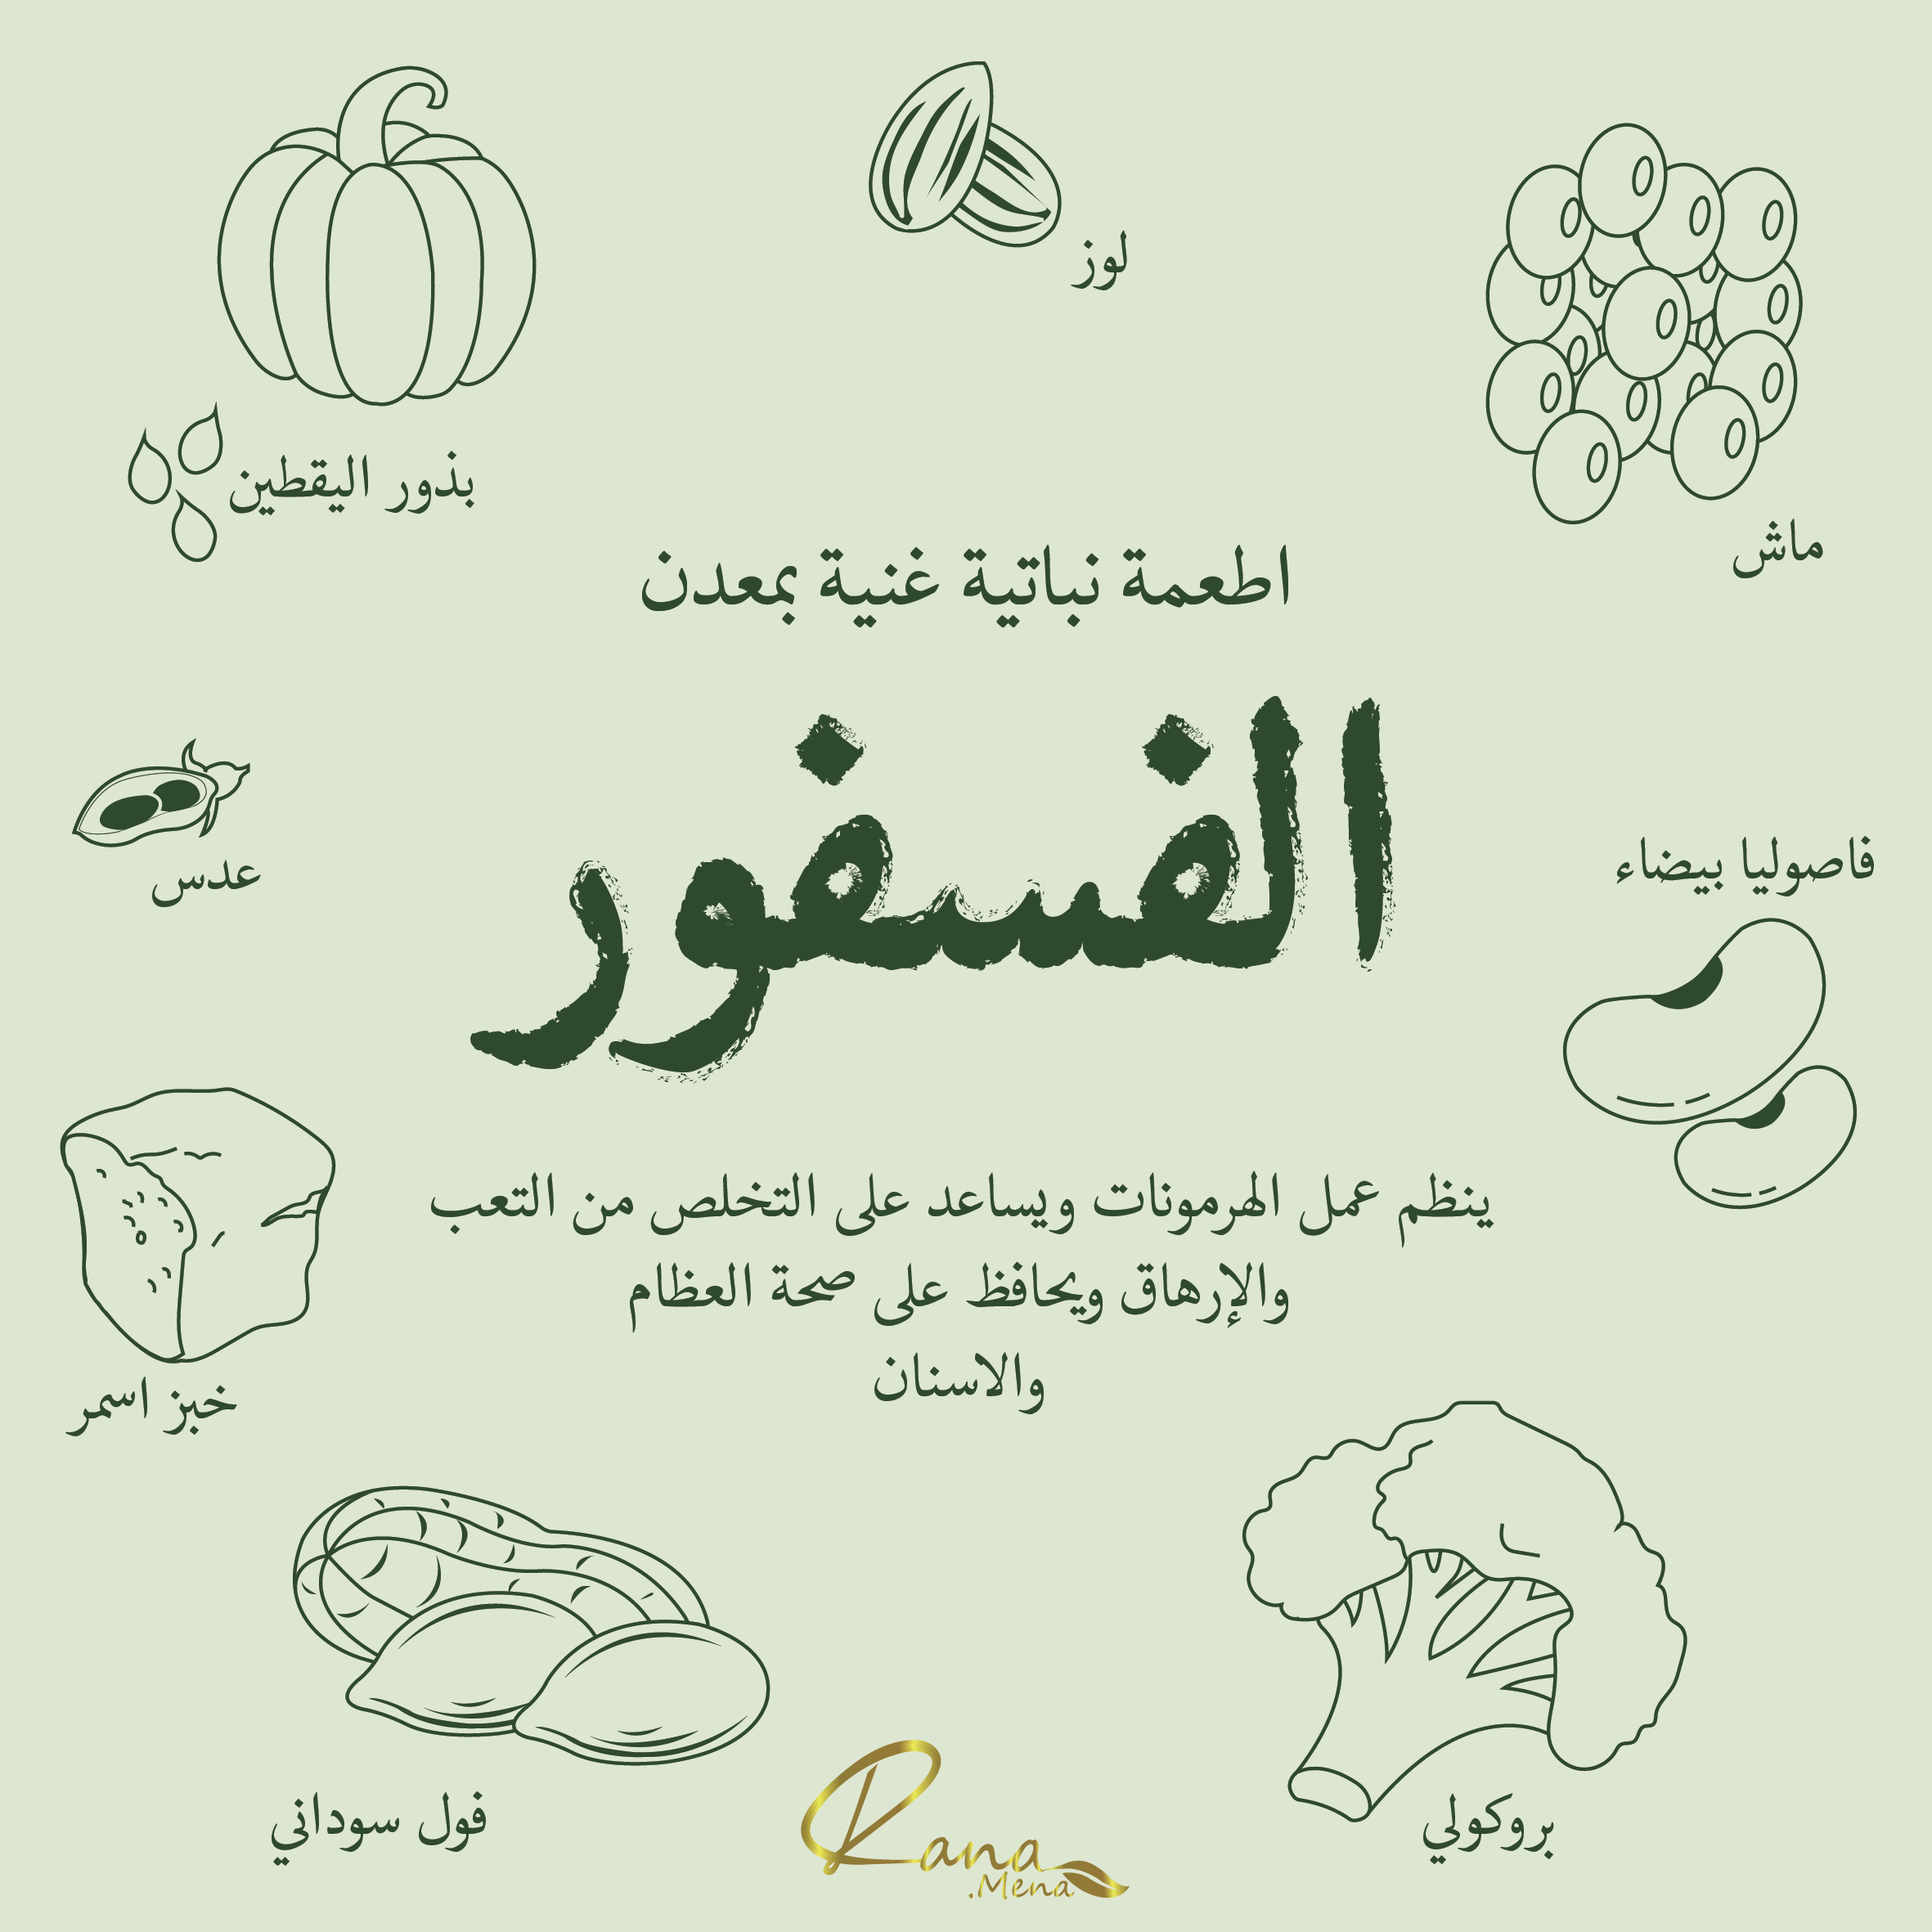 لوز
ماش
بذور اليقطين
اطعمة نباتية غنية بمعدن
الفسفور
فاصوليا بيضاء
عدس
ينظم عمل الهرمونات ويساعد على التخلص من التعب
والإرهاق ويحافظ على صحة العظام
والاسنان
خبز اسمر
بروكولي
فول سوداني
Rana
.Mena